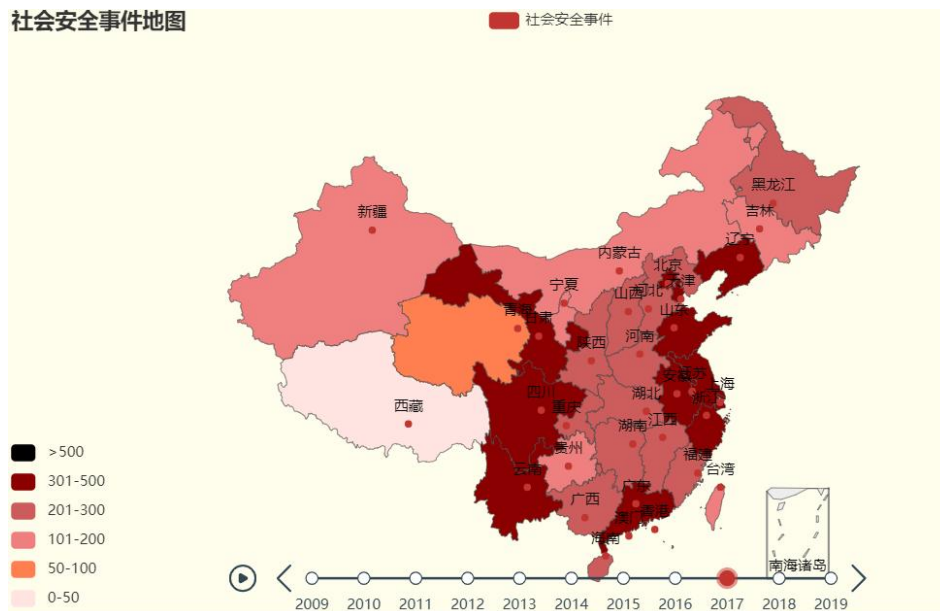 社会安全事件地图
社会安全事件
黑龙江
新疆
吉林
辽宁
内蒙古
北京
天津
宁夏
山西
河北
青海
甘肃
山东
陕西
河南
四川
重庆
湖北
安徽
江苏
上海
浙江
西藏
湖南
江西
贵州
福建
云南
台湾
广西
广东
澳门
香港
海南
南海诸岛
>500
301-500
201-300
101-200
50-100
0-50
2009 2010 2011 2012 2013 2014 2015 2016 2017 2018 2019